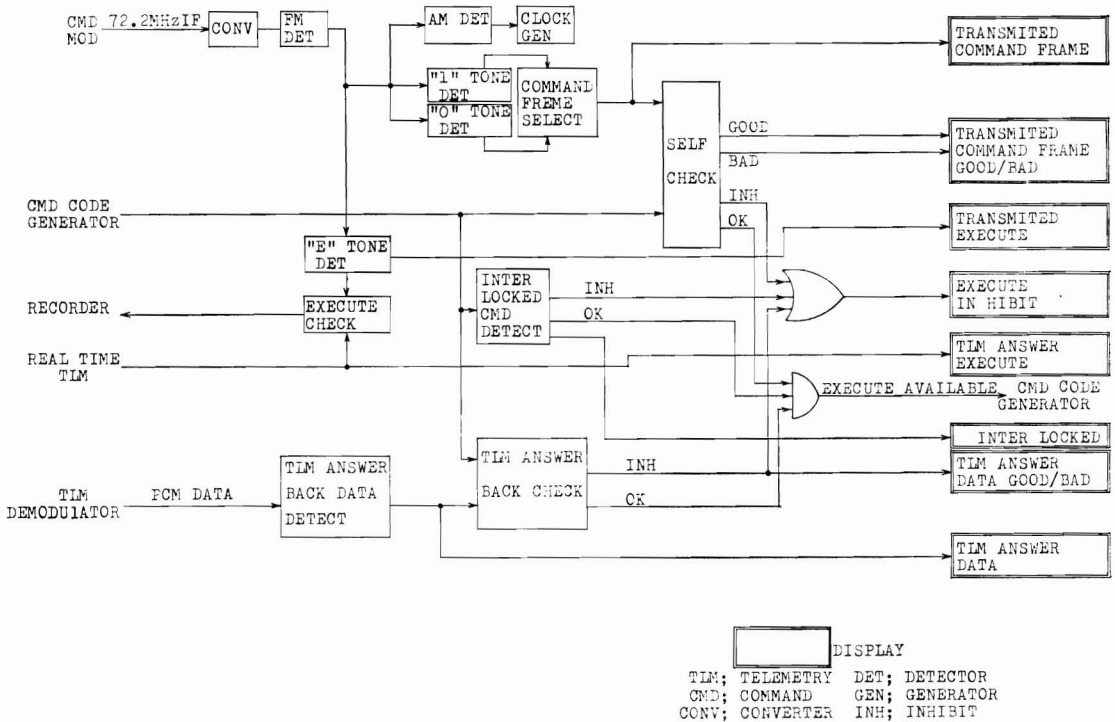 CMD 72.2MHzIF
MOD
CONV
FM
DET
AM DET
CLOCK
GEN
"1" TONE
DET
"O" TONE
DET
COMMAND
FREME
SELECT
TRANSMITED
COMMAND FRAME
SELF
CHECK
GOOD
BAD
INH
OK
TRANSMITED
COMMAND FRAME
GOOD/BAD
CMD CODE
GENERATOR
TRANSMITED
EXECUTE
"E" TONE
DET
INTER
LOCKED
CMD
DETECT
INH
OK
EXECUTE
IN HIBIT
RECORDER
EXECUTE
CHECK
REAL TIME
TLM
TLM ANSWER
EXECUTE
EXECUTE AVAILABLE
CMD CODE
GENERATOR
INTER LOCKED
TLM ANSWER
BACK DATA
DETECT
TLM ANSWER
BACK CHECK
INH
OK
TLM ANSWER
DATA GOOD/BAD
TLM
DEMODUlATOR
PCM DATA
TLM ANSWER
DATA
DISPLAY
TLM; TELEMETRY DET; DETECTOR
CMD; COMMAND GEN; GENERATOR
CONV; CONVERTER INH; INHIBIT